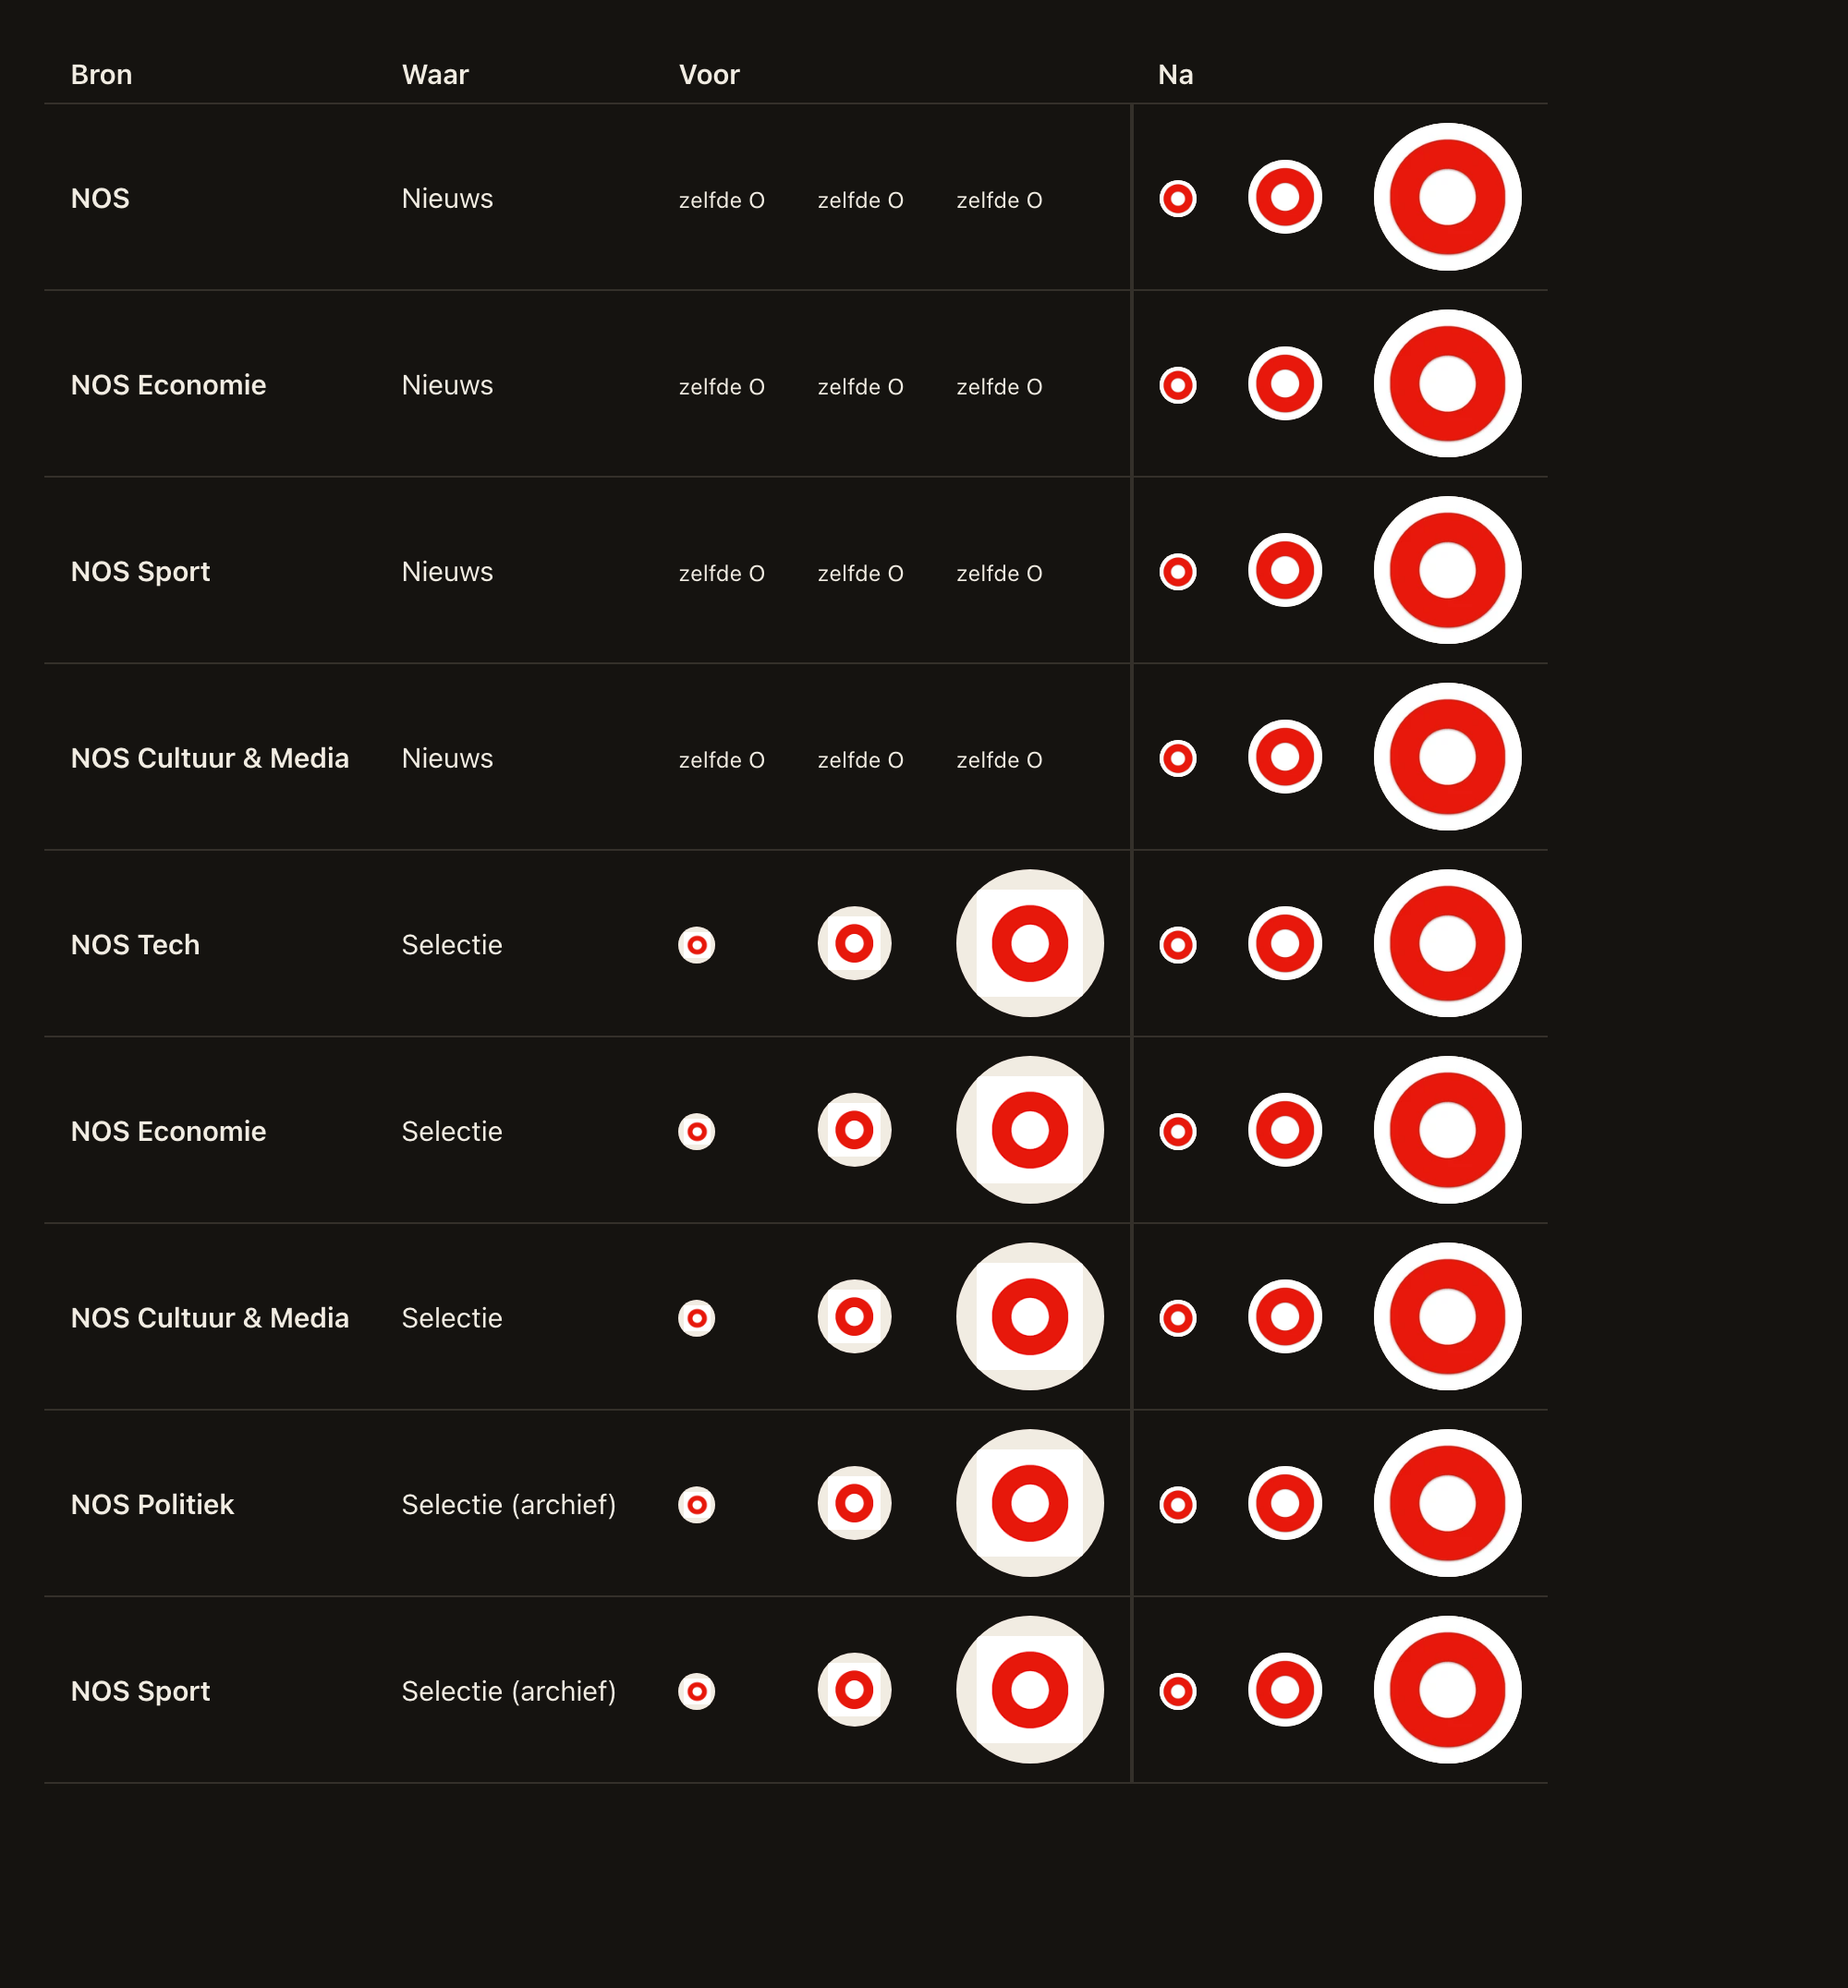 Bron Waar Voor Na
NOS Nieuws zelfde O zelfde O zelfde O
NOS Economie Nieuws zelfde O zelfde O zelfde O
NOS Sport Nieuws zelfde O zelfde O zelfde O
NOS Cultuur & Media Nieuws zelfde O zelfde O zelfde O
NOS Tech Selectie
NOS Economie Selectie
NOS Cultuur & Media Selectie
NOS Politiek Selectie (archief)
NOS Sport Selectie (archief)